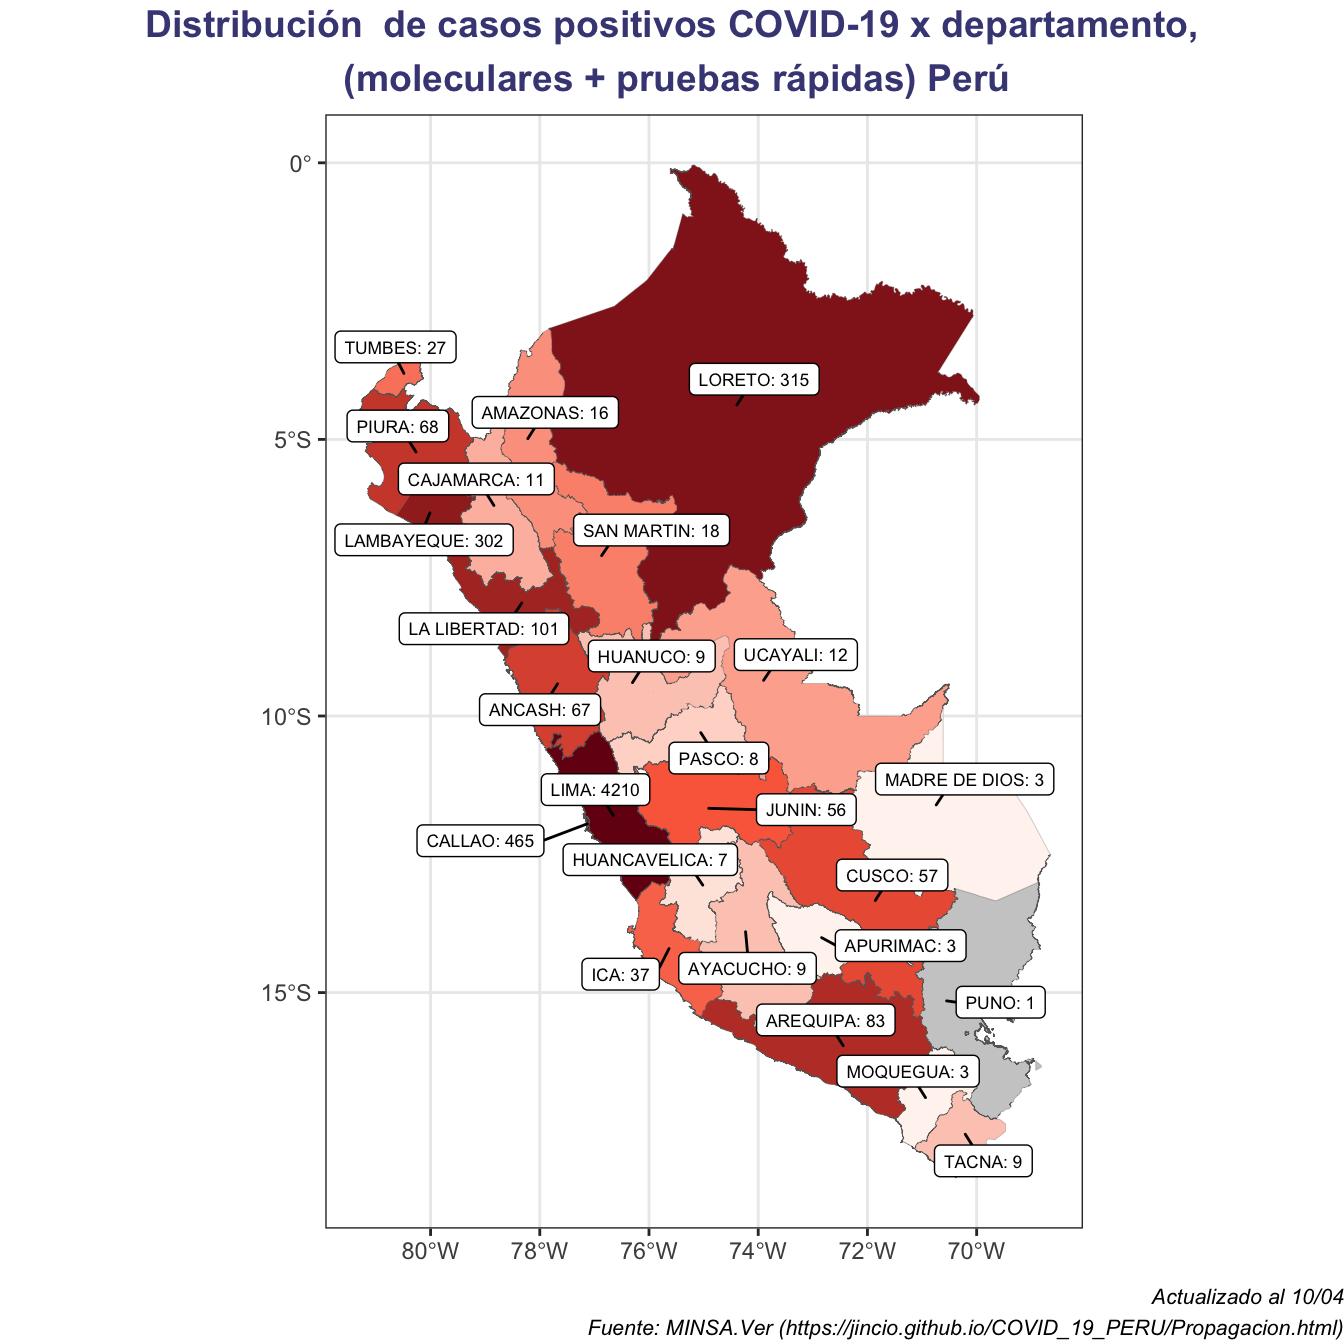 Distribución  de casos positivos COVID-19 x departamento,
(moleculares + pruebas rápidas) Perú
0°
TUMBES: 27
LORETO: 315
AMAZONAS: 16
PIURA: 68
5°S
CAJAMARCA: 11
SAN MARTIN: 18
LAMBAYEQUE: 302
LA LIBERTAD: 101
HUANUCO: 9
UCAYALI: 12
ANCASH: 67
10°S
PASCO: 8
MADRE DE DIOS: 3
LIMA: 4210
JUNIN: 56
CALLAO: 465
HUANCAVELICA: 7
CUSCO: 57
APURIMAC: 3
AYACUCHO: 9
ICA: 37
15°S
PUNO: 1
AREQUIPA: 83
MOQUEGUA: 3
TACNA: 9
80°W 78°W 76°W 74°W 72°W 70°W
Actualizado al 10/04
Fuente: MINSA.Ver (https://jincio.github.io/COVID_19_PERU/Propagacion.html)